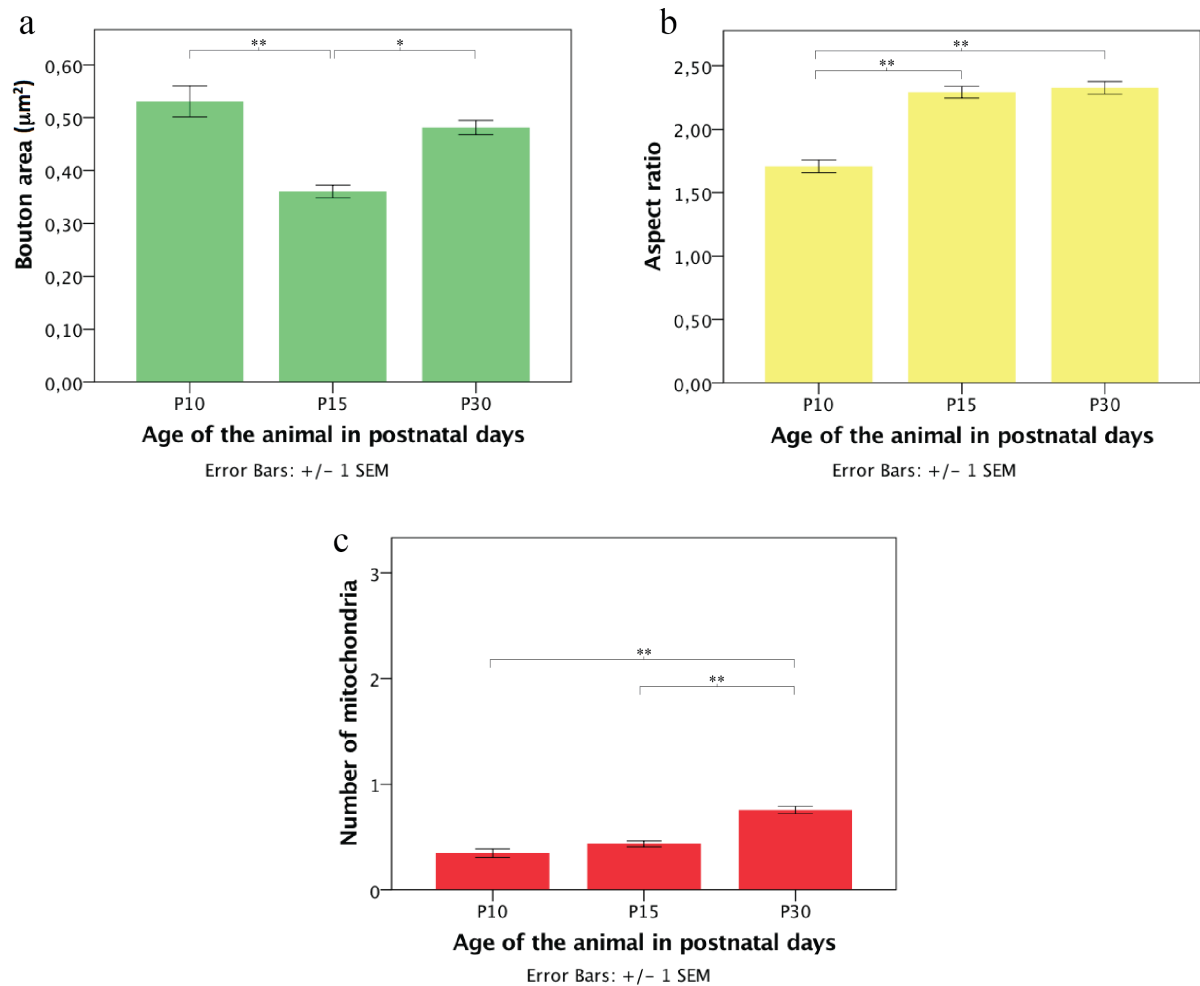 a
**
*
0,60
0,50
0,40
0,30
0,20
0,10
0,00
Bouton area (μm²)
P10 P15 P30
Age of the animal in postnatal days
Error Bars: +/- 1 SEM
b
**
**
2,50
2,00
1,50
1,00
0,50
0,00
Aspect ratio
P10 P15 P30
Age of the animal in postnatal days
Error Bars: +/- 1 SEM
c
3
**
2
**
1
0
Number of mitochondria
P10 P15 P30
Age of the animal in postnatal days
Error Bars: +/- 1 SEM